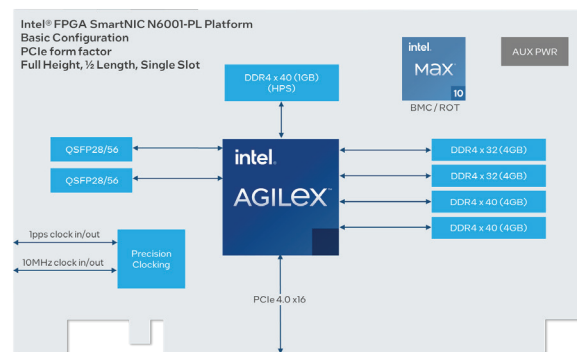 Intel® FPGA SmartNIC N6001-PL Platform
Basic Configuration
PCIe form factor
Full Height, ½ Length, Single Slot
DDR4 x 40 (1GB)
(HPS)
intel.
MAX
10
BMC / ROT
AUX PWR
QSFP28/56
QSFP28/56
intel.
AGILEX™
DDR4 x 32 (4GB)
DDR4 x 32 (4GB)
DDR4 x 40 (4GB)
DDR4 x 40 (4GB)
1pps clock in/out
10MHz clock in/out
Precision
Clocking
PCIe 4.0 x16